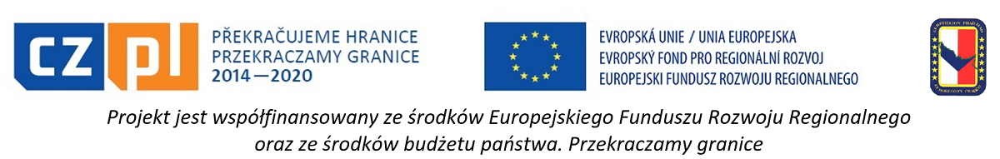 cz pl
PŘEKRAČUJEME HRANICE
PRZEKRACZAMY GRANICE
2014—2020
EVROPSKÁ UNIE / UNIA EUROPEJSKA
EVROPSKÝ FOND PRO REGIONÁLNÍ ROZVOJ
EUROPEJSKI FUNDUSZ ROZWOJU REGIONALNEGO
Projekt jest współfinansowany ze środków Europejskiego Funduszu Rozwoju Regionalnego
oraz ze środków budżetu państwa. Przekraczamy granice